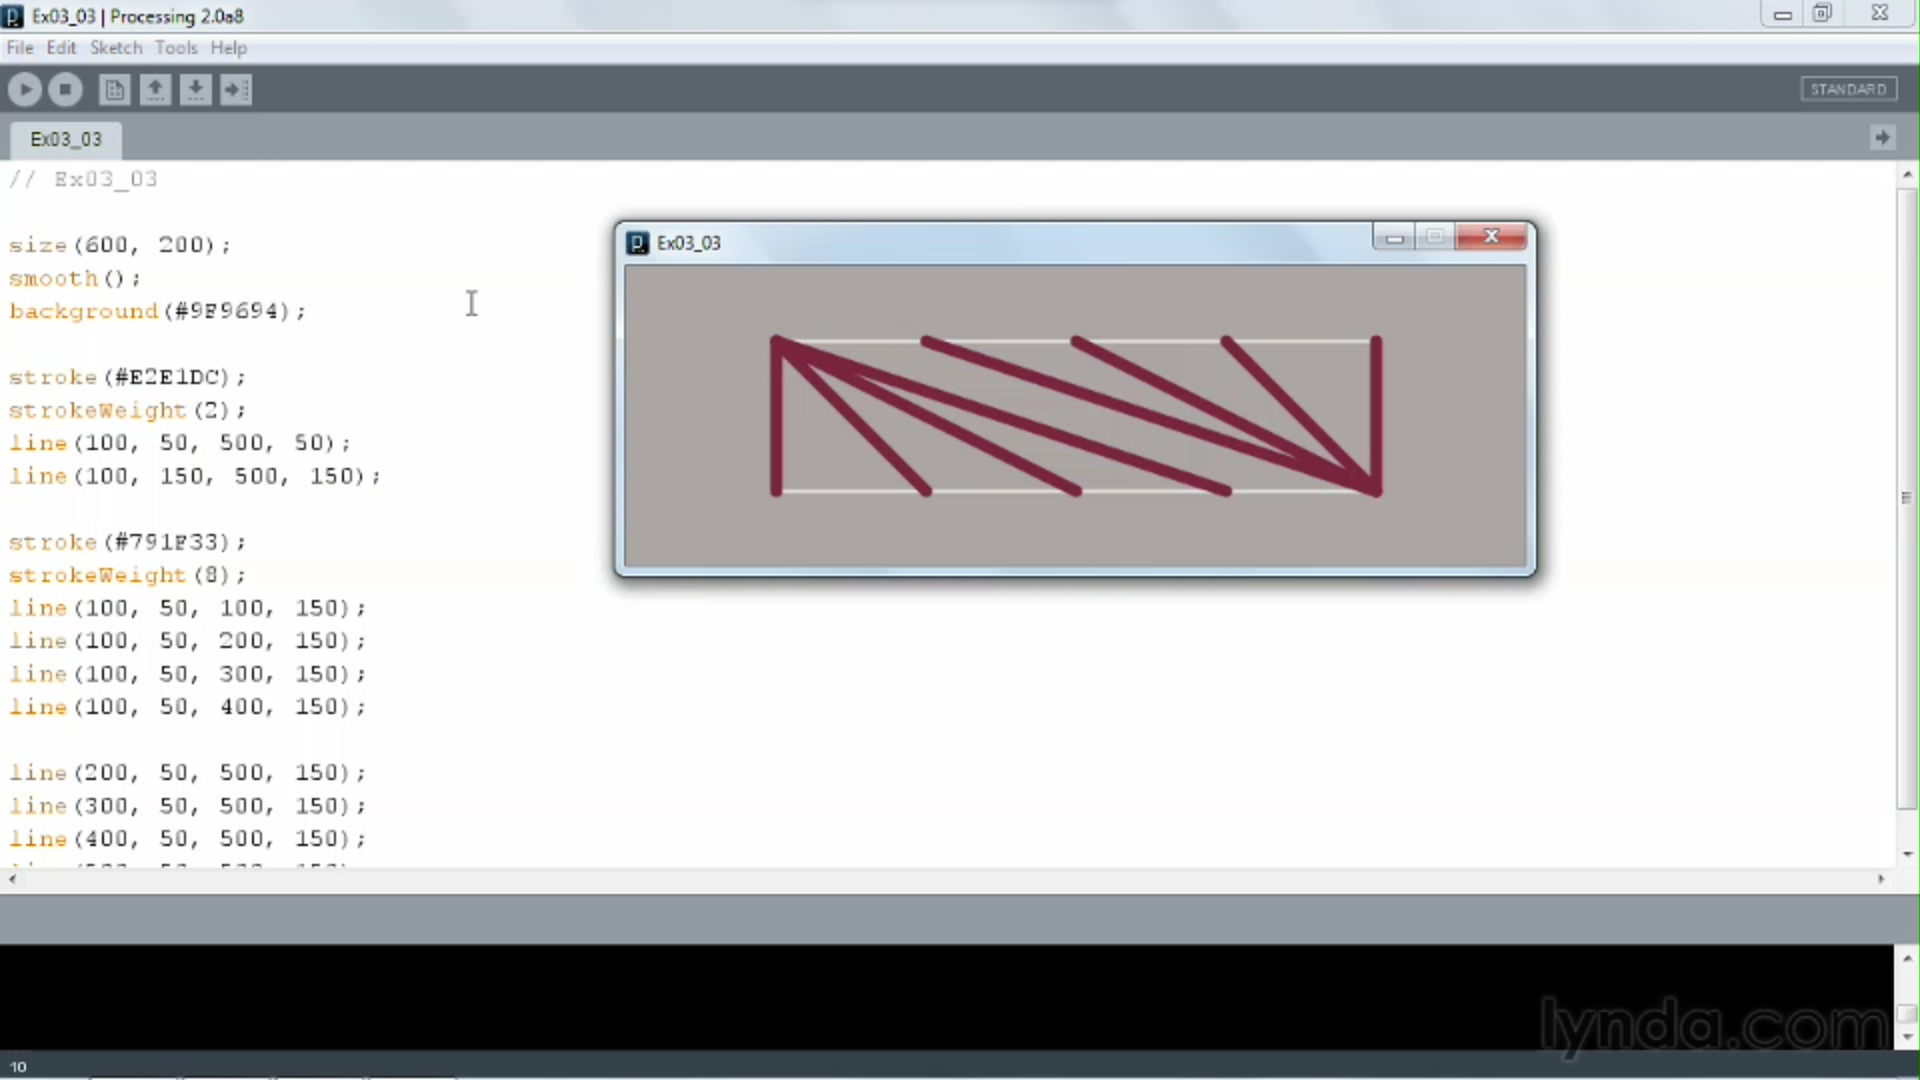 Ex03_03 | Processing 2.0a8
File Edit Sketch Tools Help
STANDARD
Ex03_03
// Ex03_03
size(600, 200);
smooth();
background(#9F9694);
stroke(#E2E1DC);
strokeWeight(2);
line(100, 50, 500, 50);
line(100, 150, 500, 150);
stroke(#791F33);
strokeWeight(8);
line(100, 50, 100, 150);
line(100, 50, 200, 150);
line(100, 50, 300, 150);
line(100, 50, 400, 150);
line(200, 50, 500, 150);
line(300, 50, 500, 150);
line(400, 50, 500, 150);
Ex03_03
lynda.com
10